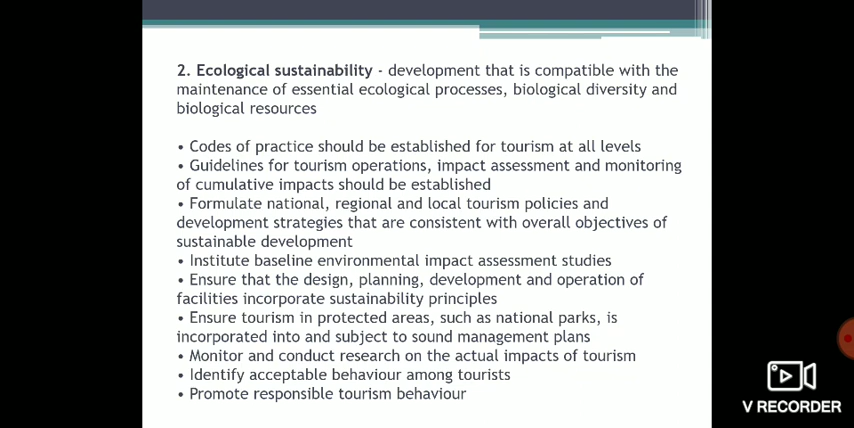 2. Ecological sustainability - development that is compatible with the
maintenance of essential ecological processes, biological diversity and
biological resources
• Codes of practice should be established for tourism at all levels
• Guidelines for tourism operations, impact assessment and monitoring
of cumulative impacts should be established
• Formulate national, regional and local tourism policies and
development strategies that are consistent with overall objectives of
sustainable development
• Institute baseline environmental impact assessment studies
• Ensure that the design, planning, development and operation of
facilities incorporate sustainability principles
• Ensure tourism in protected areas, such as national parks, is
incorporated into and subject to sound management plans
• Monitor and conduct research on the actual impacts of tourism
• Identify acceptable behaviour among tourists
• Promote responsible tourism behaviour
V RECORDER